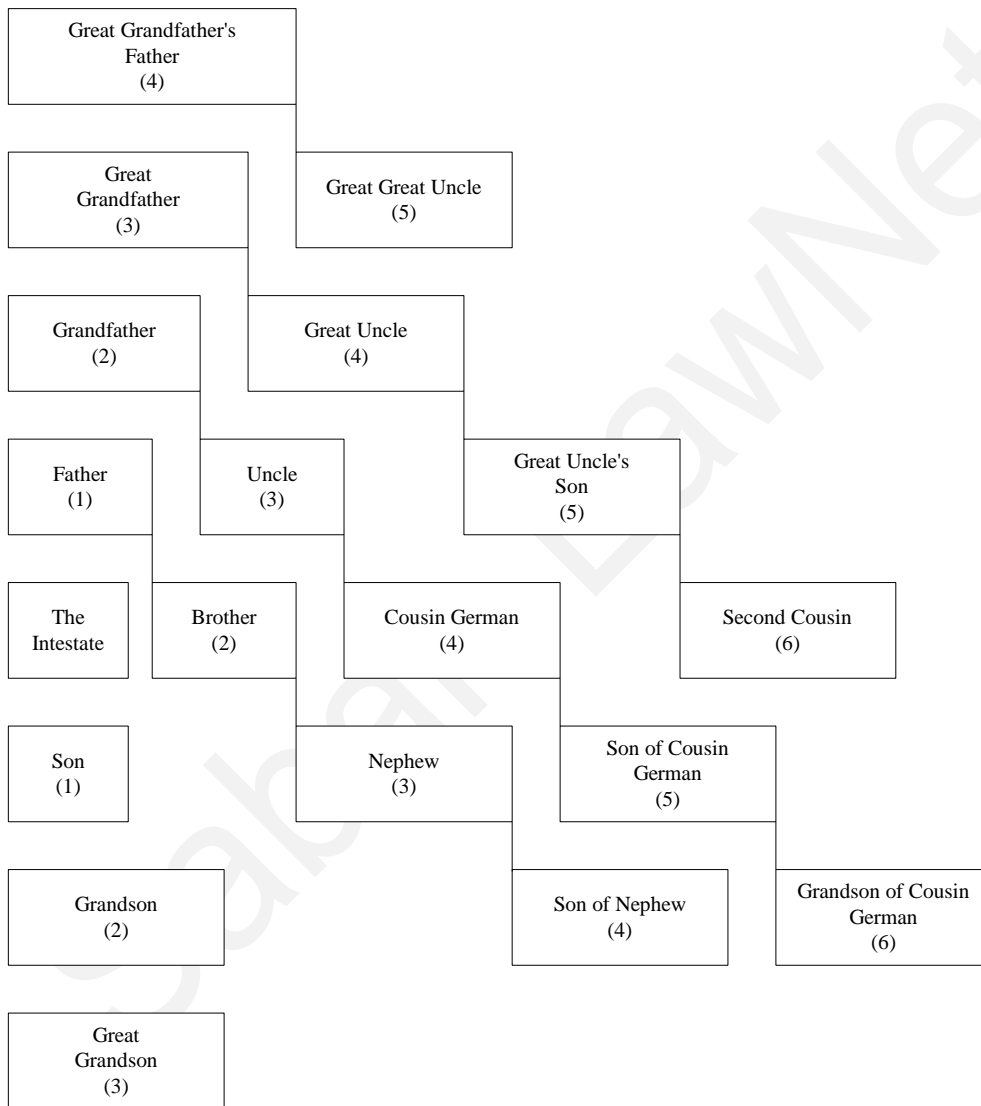 Great Grandfather's
Father
(4)
Great
Grandfather
(3)
Great Great Uncle
(5)
Grandfather
(2)
Great Uncle
(4)
Father
(1)
Uncle
(3)
Great Uncle's
Son
(5)
The
Intestate
Brother
(2)
Cousin German
(4)
Second Cousin
(6)
Son
(1)
Nephew
(3)
Son of Cousin
German
(5)
Grandson
(2)
Son of Nephew
(4)
Grandson of Cousin
German
(6)
Great
Grandson
(3)
Sabah LawNet